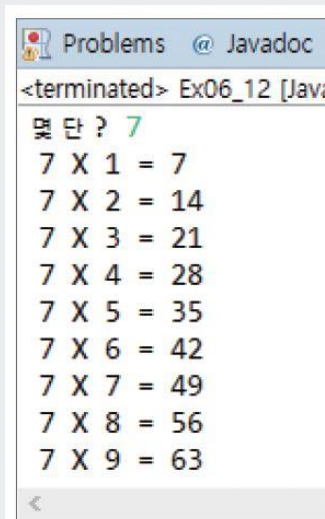 Problems @ Javadoc
<terminated> Ex06_12 [Java
몇 단 ? 7
7 X 1 = 7
7 X 2 = 14
7 X 3 = 21
7 X 4 = 28
7 X 5 = 35
7 X 6 = 42
7 X 7 = 49
7 X 8 = 56
7 X 9 = 63